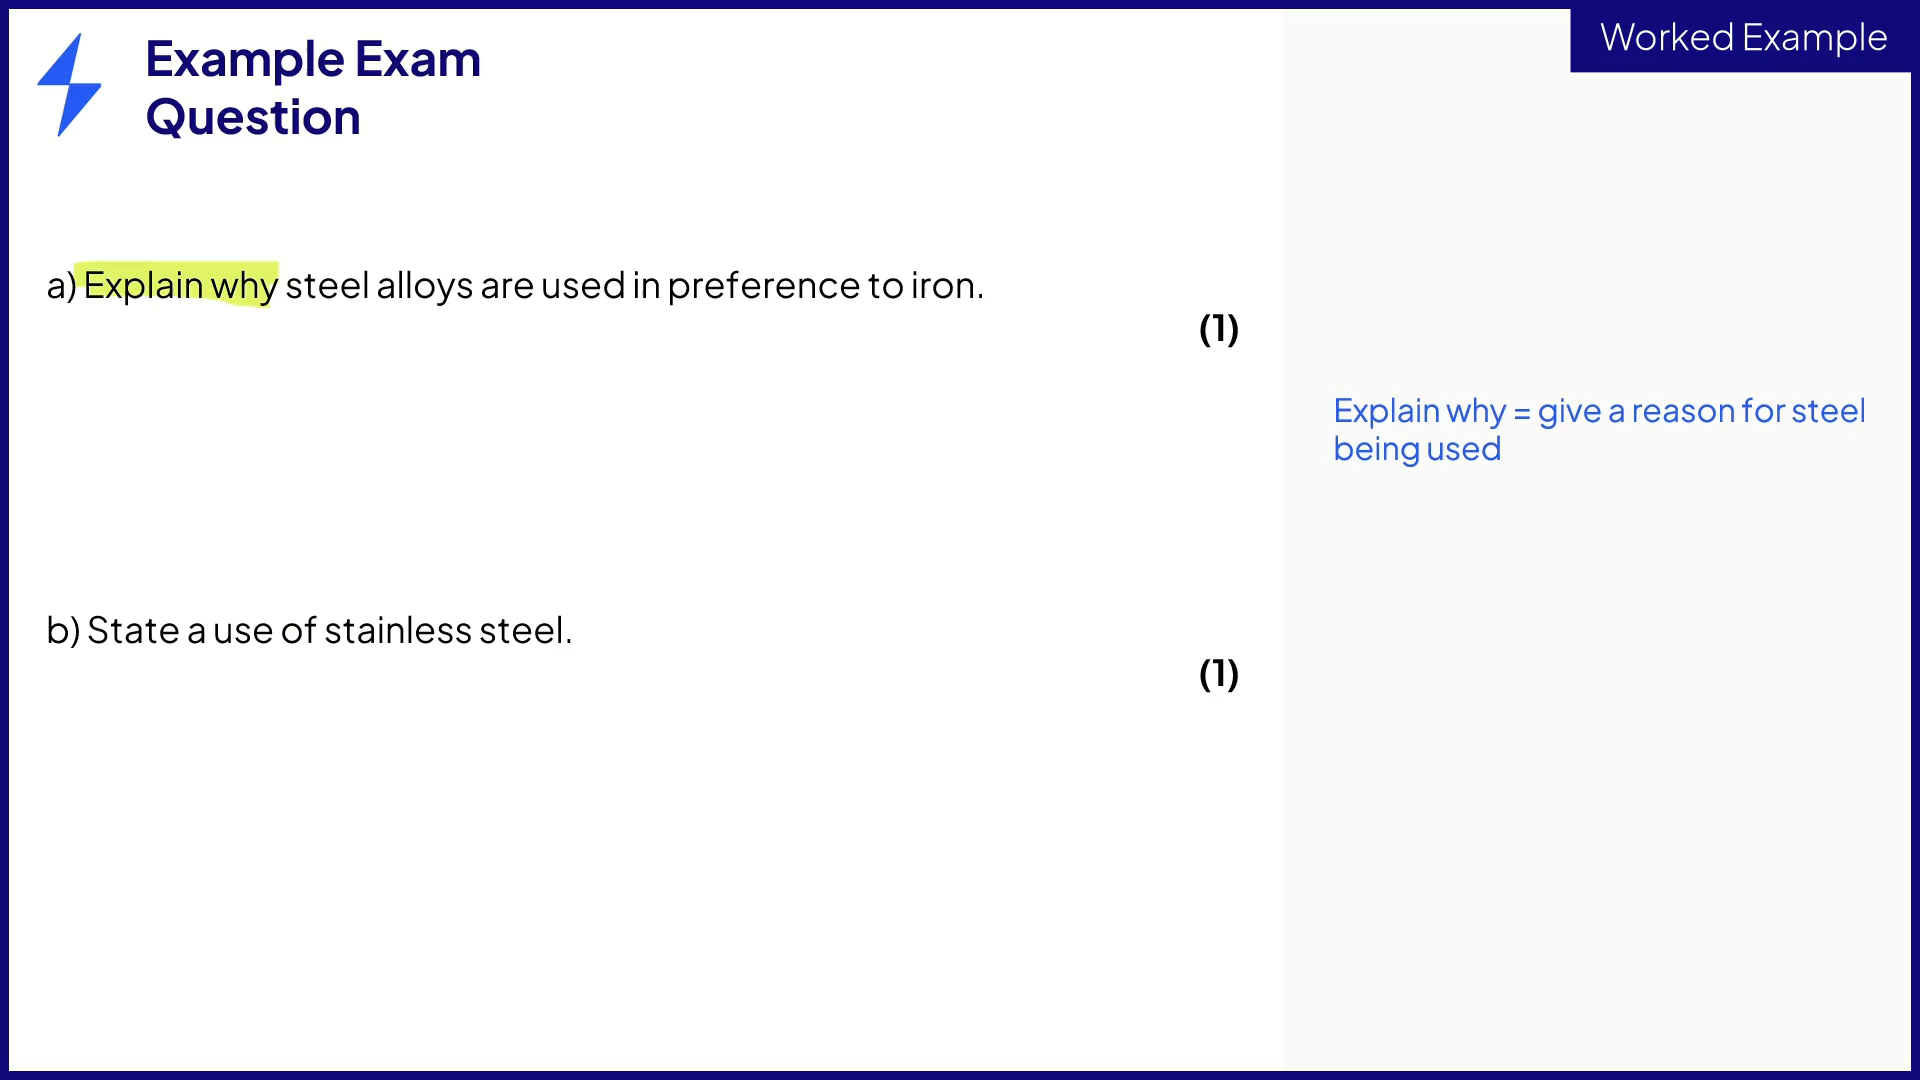 Worked Example
Example Exam
Question
a) Explain why steel alloys are used in preference to iron.
(1)
Explain why = give a reason for steel
being used
b) State a use of stainless steel.
(1)